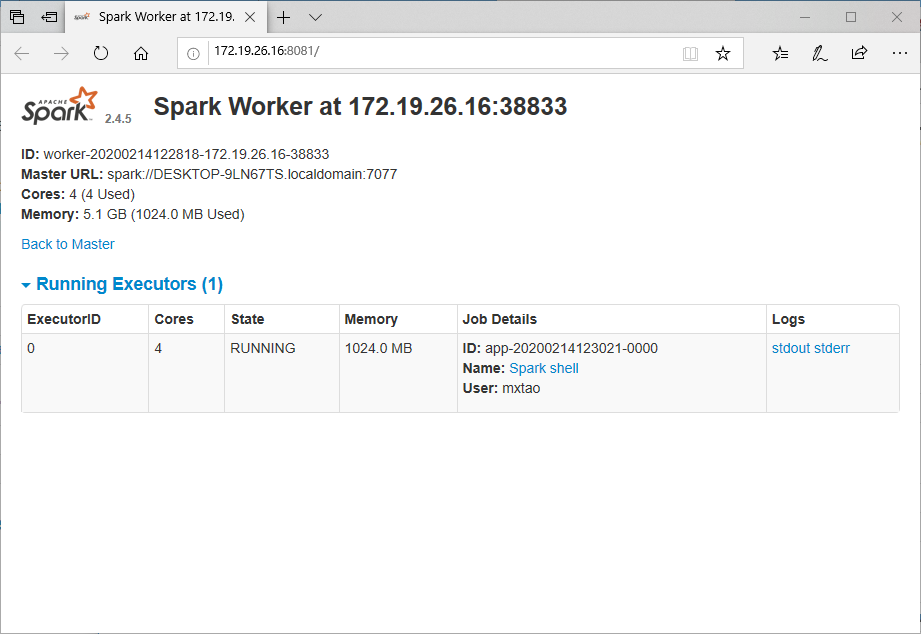 Spark Worker at 172.19.
172.19.26.16:8081/
APACHE
Spark 2.4.5 Spark Worker at 172.19.26.16:38833
ID: worker-20200214122818-172.19.26.16-38833
Master URL: spark://DESKTOP-9LN67TS.localdomain:7077
Cores: 4 (4 Used)
Memory: 5.1 GB (1024.0 MB Used)
Back to Master
Running Executors (1)
ExecutorID Cores State Memory Job Details Logs
0 4 RUNNING 1024.0 MB ID: app-20200214123021-0000 stdout stderr
Name: Spark shell
User: mxtao